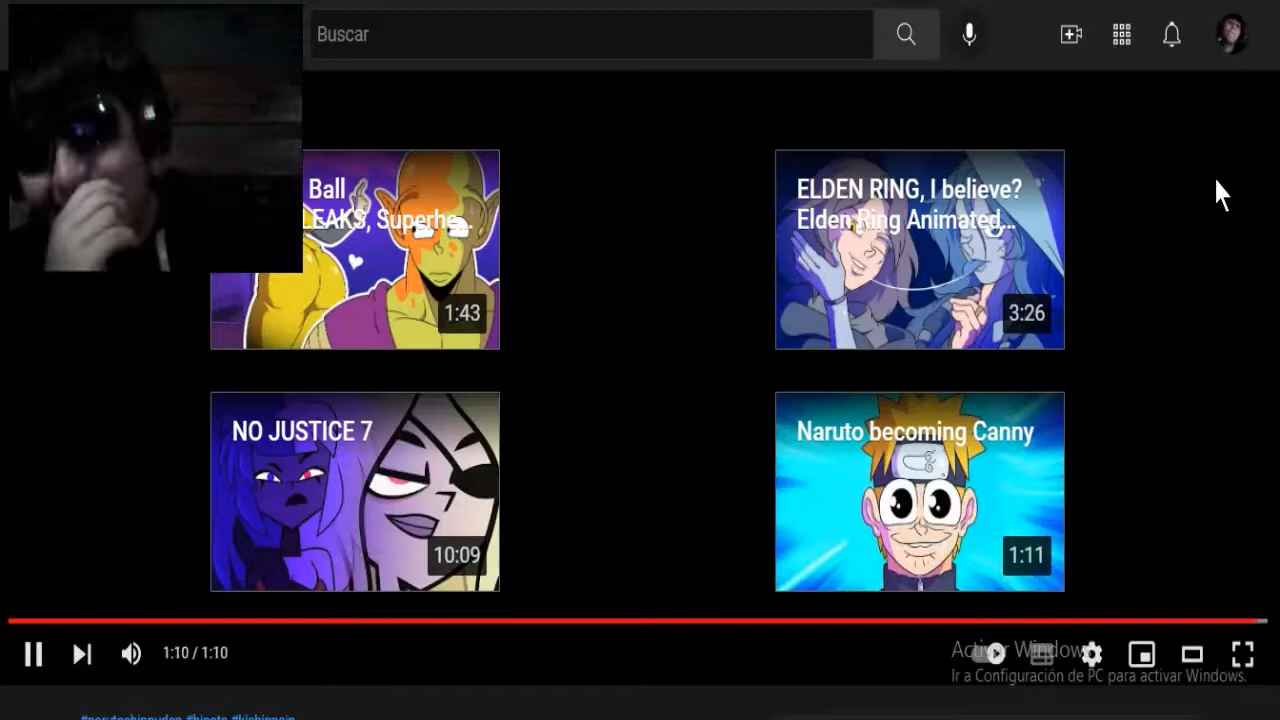 Buscar
Ball
LEAKS, Superhe...
1:43
ELDEN RING, I believe?
Elden Ring Animated...
3:26
NO JUSTICE 7
10:09
Naruto becoming Canny
1:11
1:10 / 1:10
Activar Windows
Ir a Configuración de PC para activar Windows.